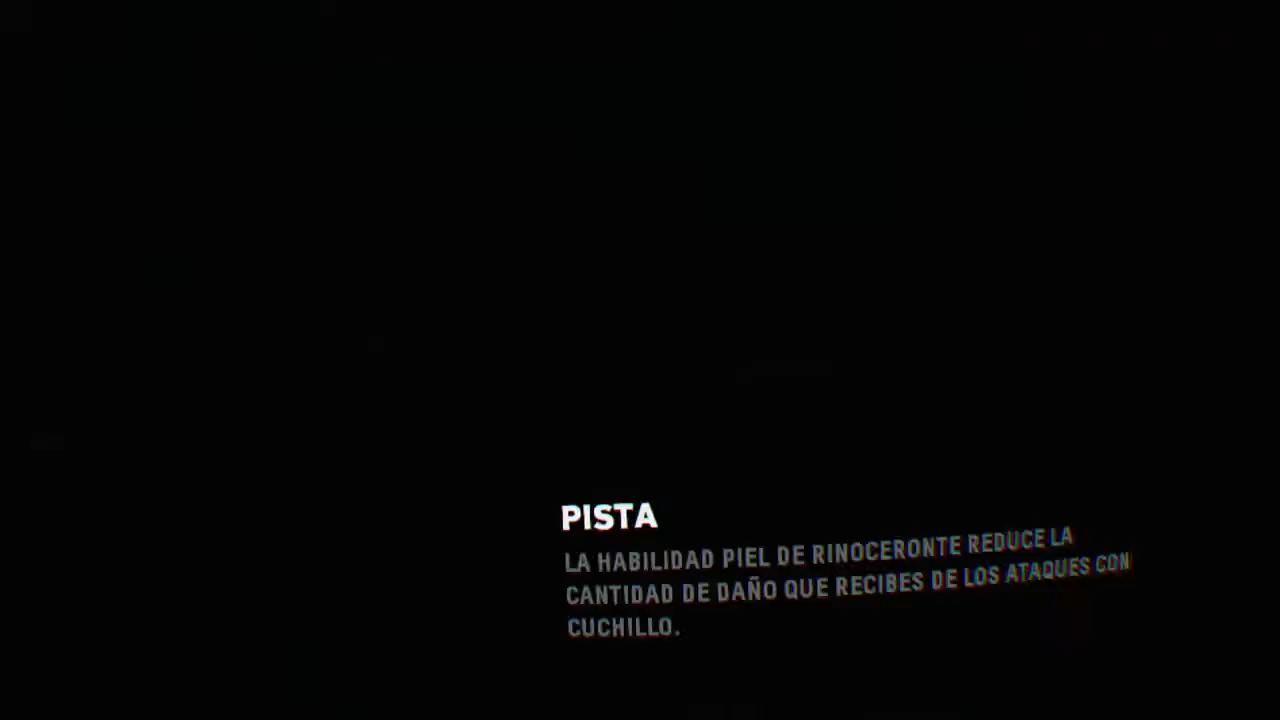 PISTA
LA HABILIDAD PIEL DE RINOCERONTE REDUCE LA
CANTIDAD DE DAÑO QUE RECIBES DE LOS ATAQUES CON
CUCHILLO.